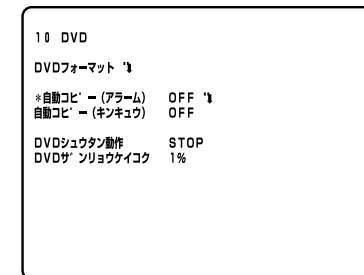 10 DVD
DVDフォーマット ⮯
*自動コピー(アラーム) OFF ⮯
自動コピー(キンキュウ) OFF
DVDシュウタン動作 STOP
DVDザンリョウケイコク 1%